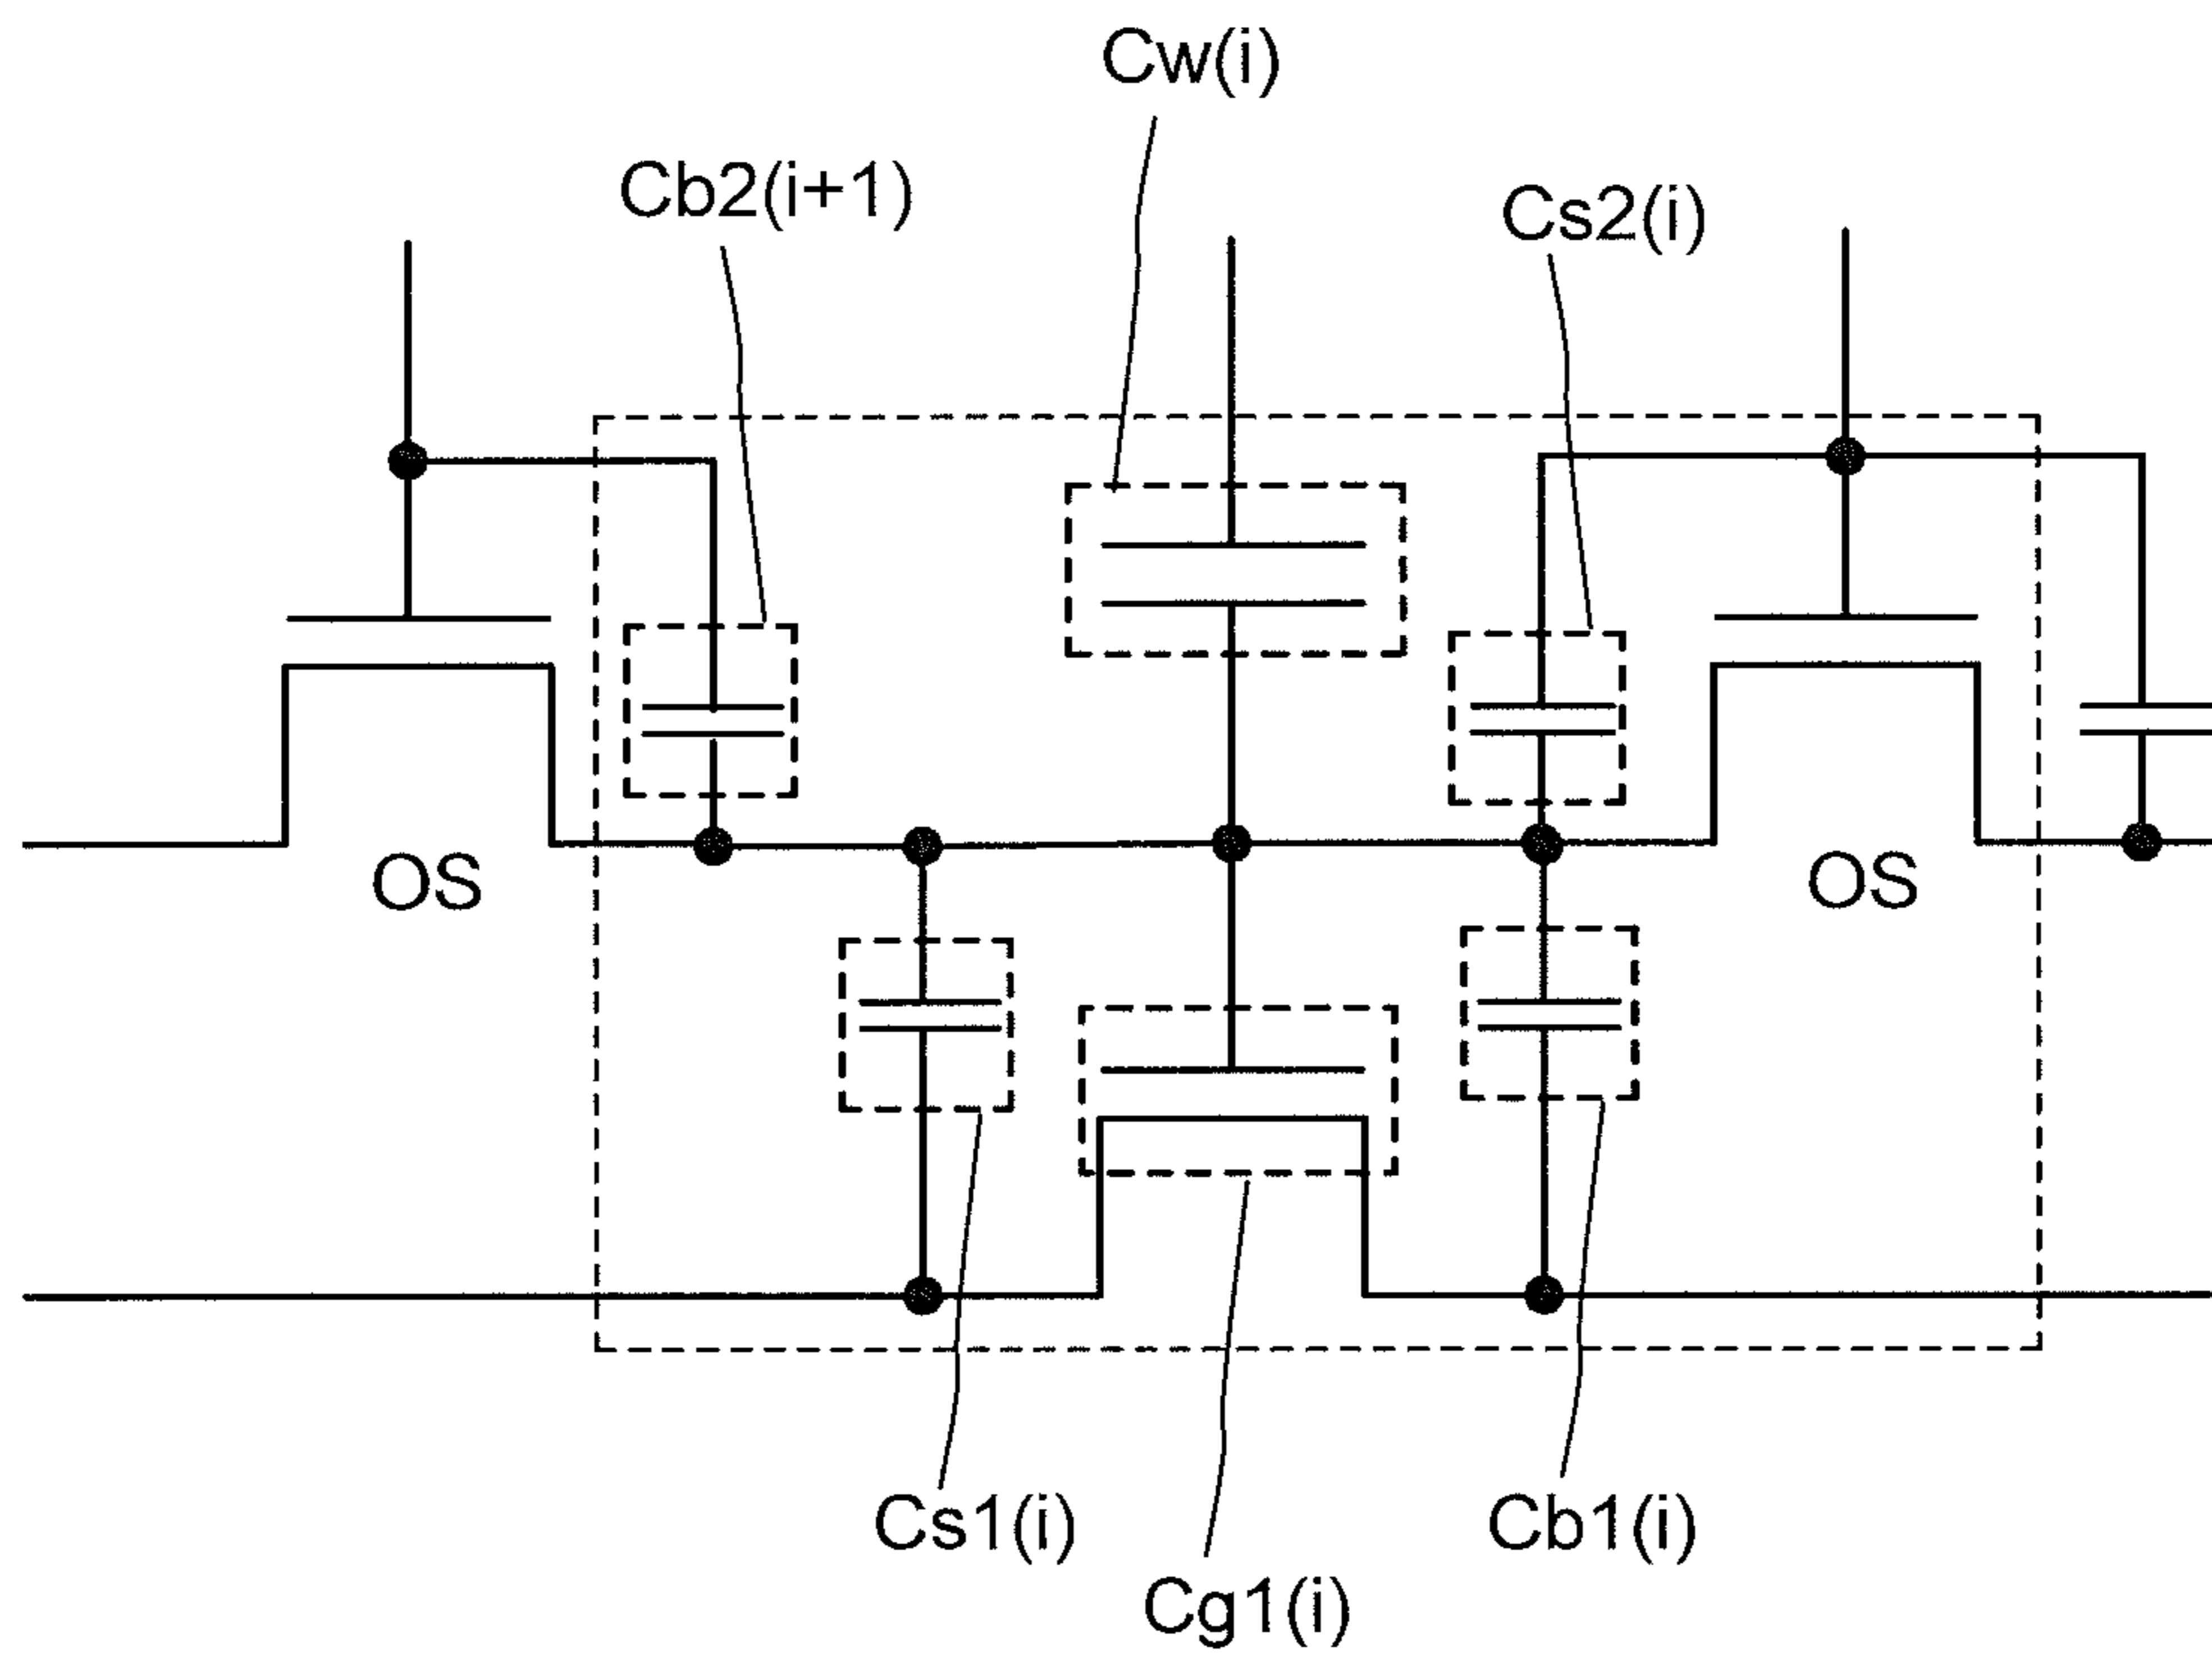 Cw(i)
Cb2(i+1)
Cs2(i)
OS
OS
Cs1(i)
Cb1(i)
Cg1(i)